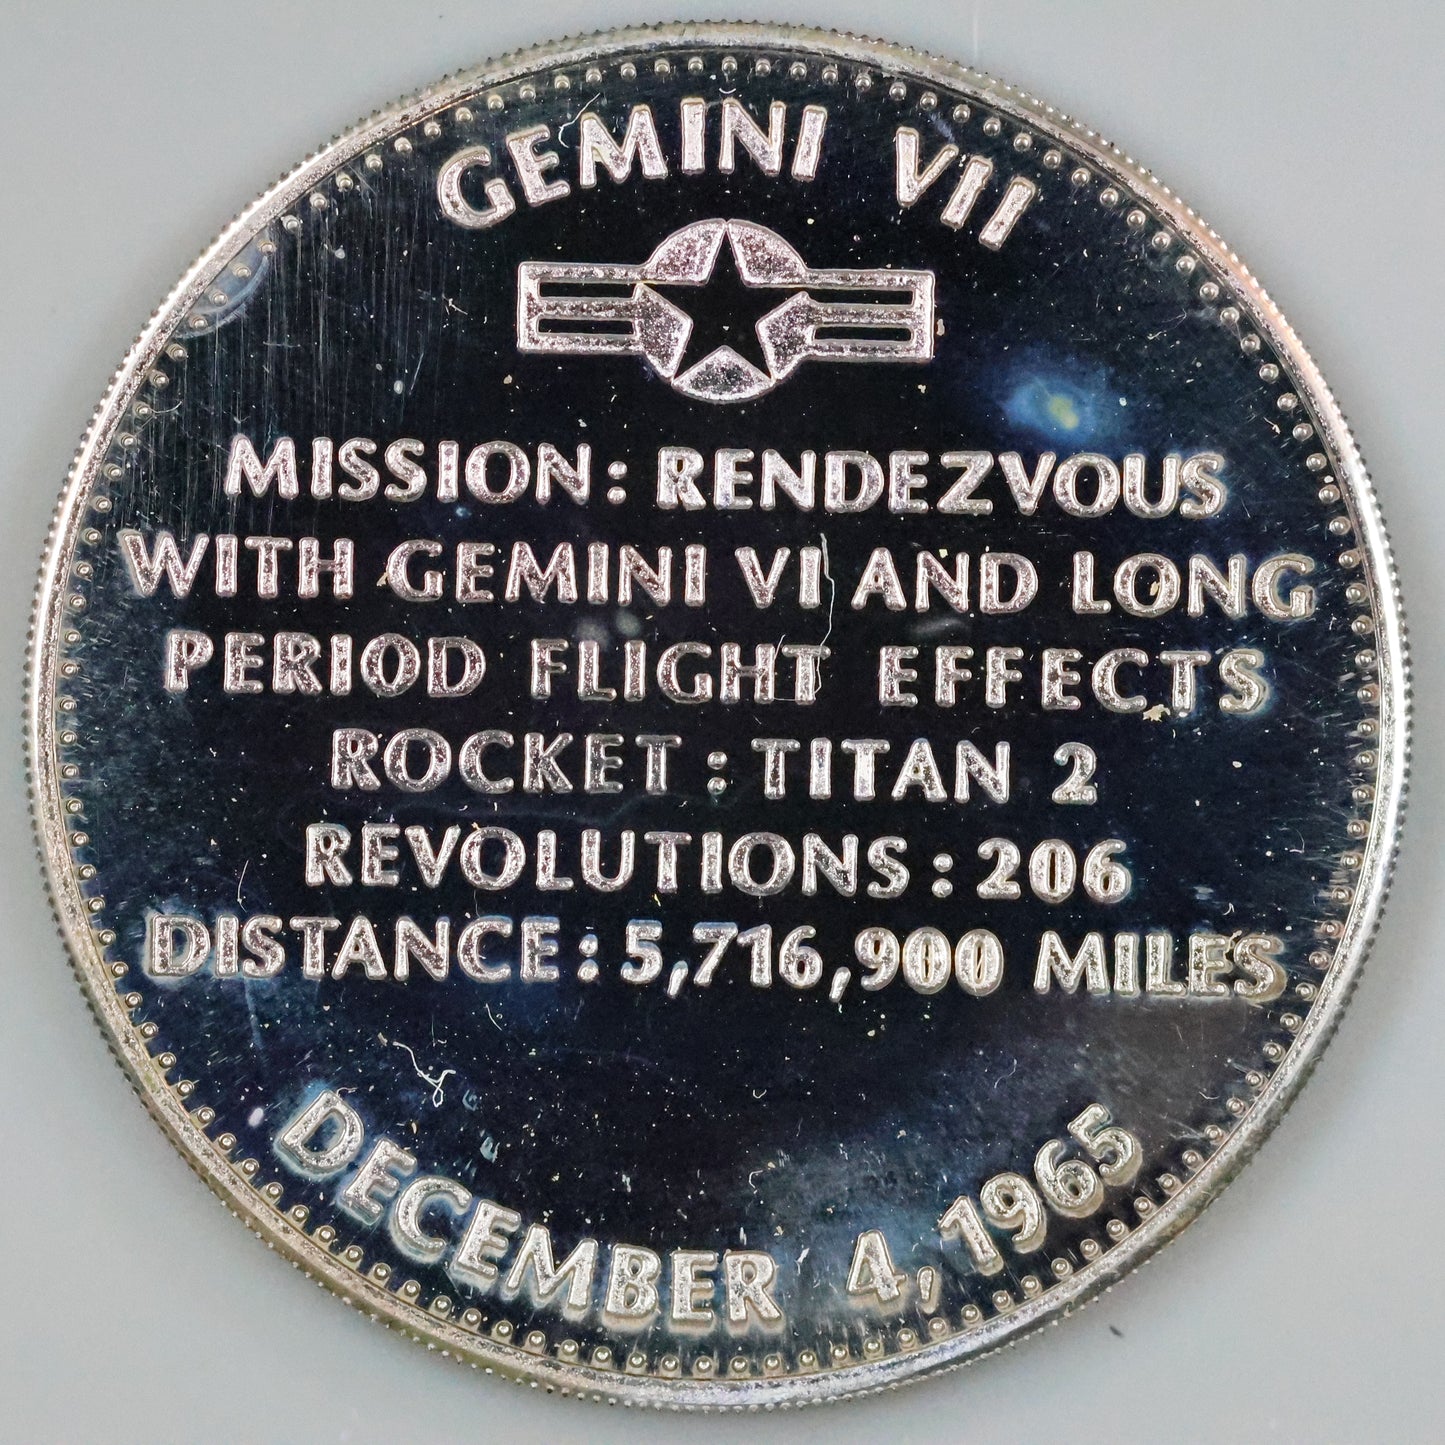 GEMINI VII
MISSION: RENDEZVOUS
WITH GEMINI VI AND LONG
PERIOD FLIGHT EFFECTS
ROCKET : TITAN 2
REVOLUTIONS : 206
DISTANCE: 5,716,900 MILES
DECEMBER 4, 1965